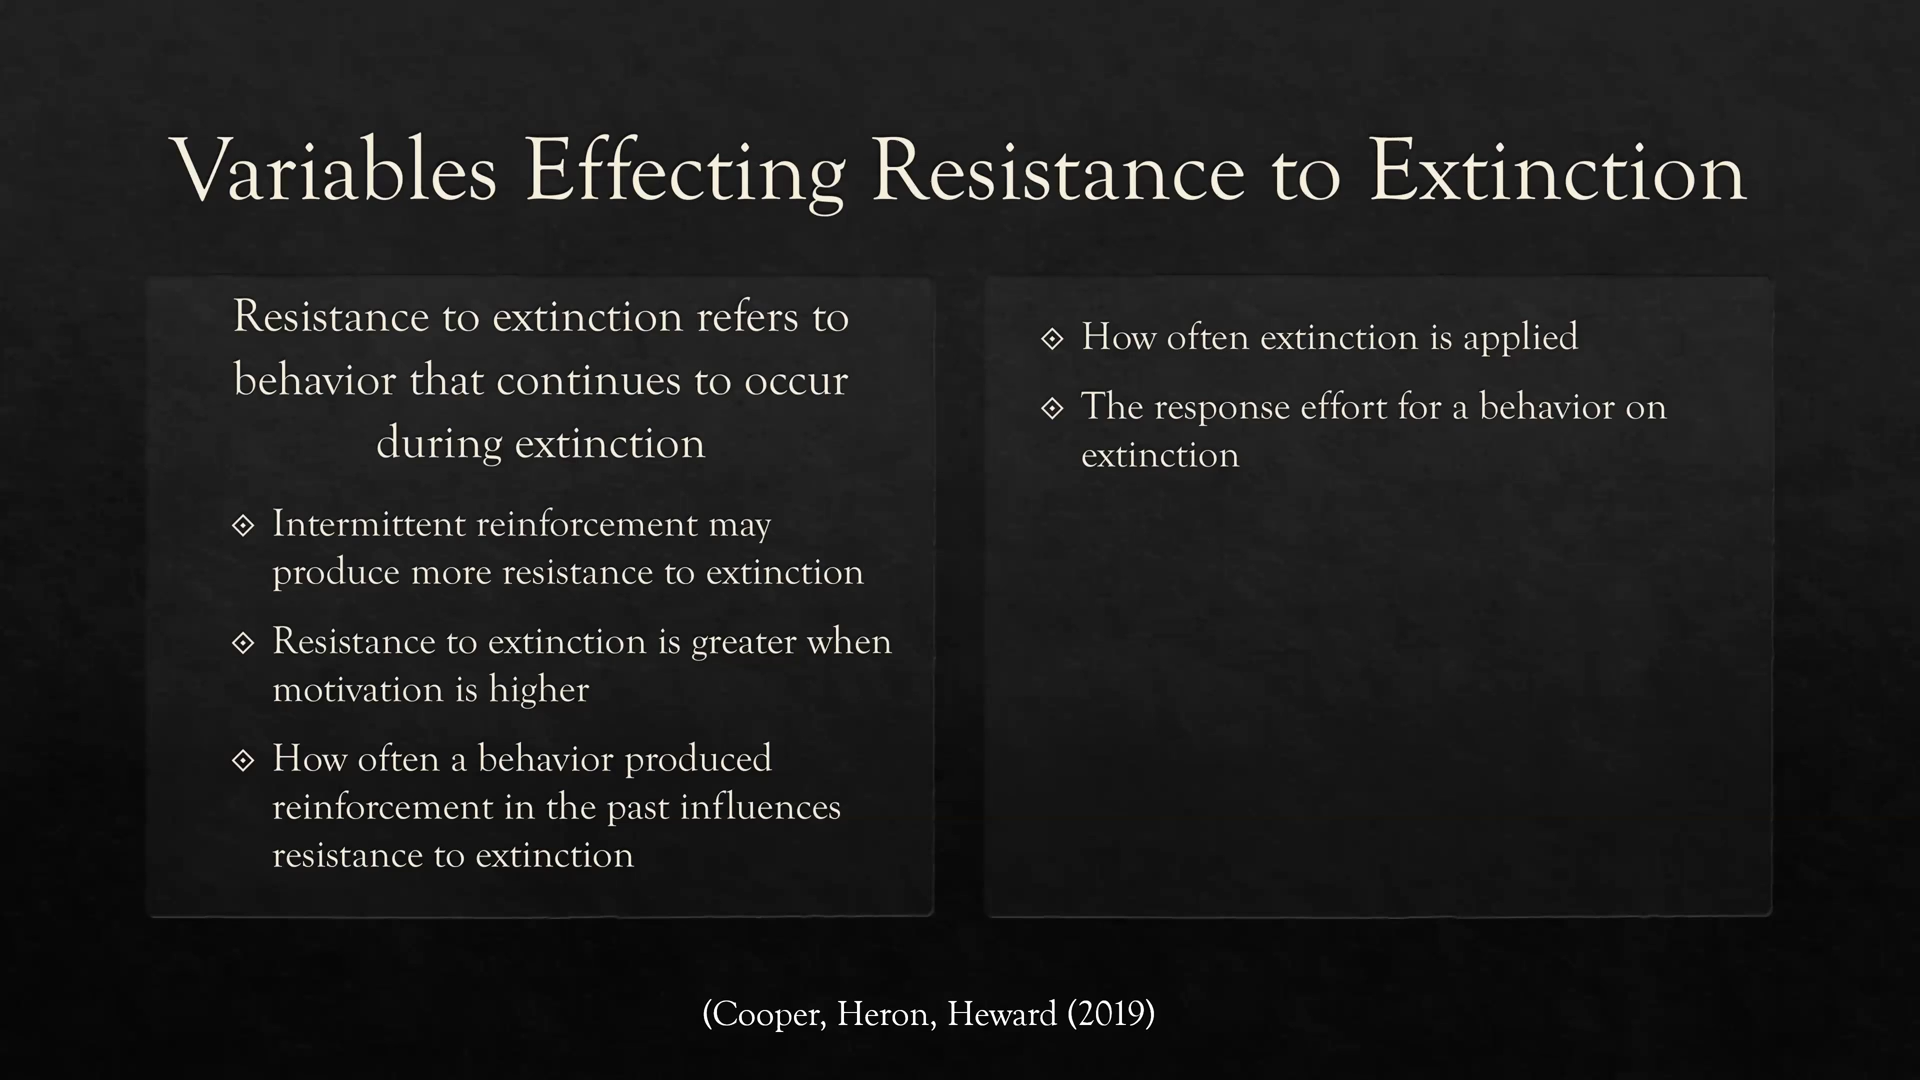 Variables Effecting Resistance to Extinction
Resistance to extinction refers to
behavior that continues to occur
during extinction
Intermittent reinforcement may
produce more resistance to extinction
Resistance to extinction is greater when
motivation is higher
How often a behavior produced
reinforcement in the past influences
resistance to extinction
How often extinction is applied
The response effort for a behavior on
extinction
(Cooper, Heron, Heward (2019)